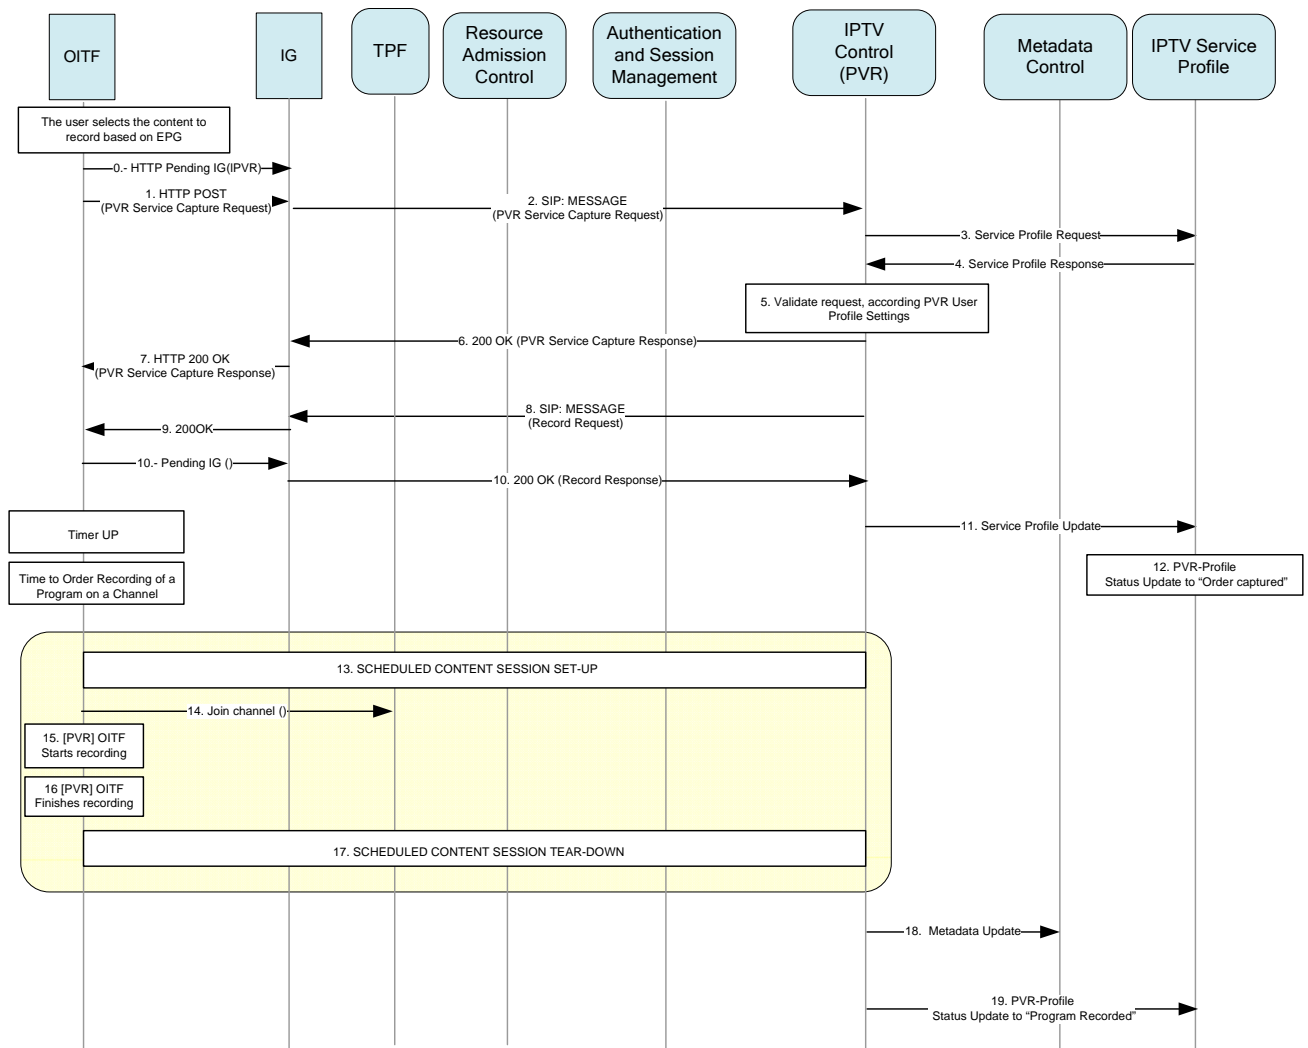 OITF
IG
TPF
Resource
Admission
Control
Authentication
and Session
Management
IPTV
Control
(PVR)
Metadata
Control
IPTV Service
Profile
The user selects the content to
record based on EPG
0.- HTTP Pending IG(IPVR)
1. HTTP POST
(PVR Service Capture Request)
2. SIP: MESSAGE
(PVR Service Capture Request)
3. Service Profile Request
4. Service Profile Response
5. Validate request, according PVR User
Profile Settings
6. 200 OK (PVR Service Capture Response)
7. HTTP 200 OK
(PVR Service Capture Response)
8. SIP: MESSAGE
(Record Request)
9. 200OK
10.- Pending IG ()
10. 200 OK (Record Response)
Timer UP
11. Service Profile Update
Time to Order Recording of a
Program on a Channel
12. PVR-Profile
Status Update to “Order captured”
13. SCHEDULED CONTENT SESSION SET-UP
14. Join channel ()
15. [PVR] OITF
Starts recording
16 [PVR] OITF
Finishes recording
17. SCHEDULED CONTENT SESSION TEAR-DOWN
18. Metadata Update
19. PVR-Profile
Status Update to “Program Recorded”